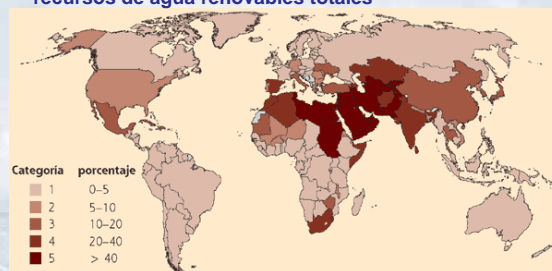 recursos de agua renovables totales
Categoría porcentaje
1 0–5
2 5–10
3 10–20
4 20–40
5 > 40